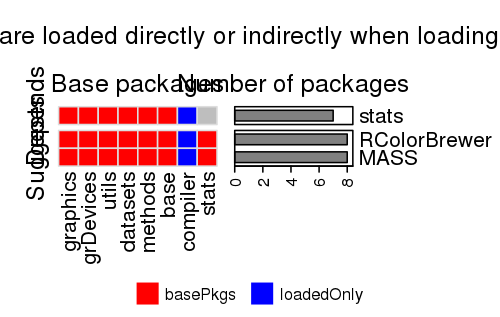 are loaded directly or indirectly when loading
Base packages
Number of packages
stats
RColorBrewer
MASS
Depends
Suggests
graphics
grDevices
utils
datasets
methods
base
compiler
stats
0
2
4
6
8
basePkgs
loadedOnly